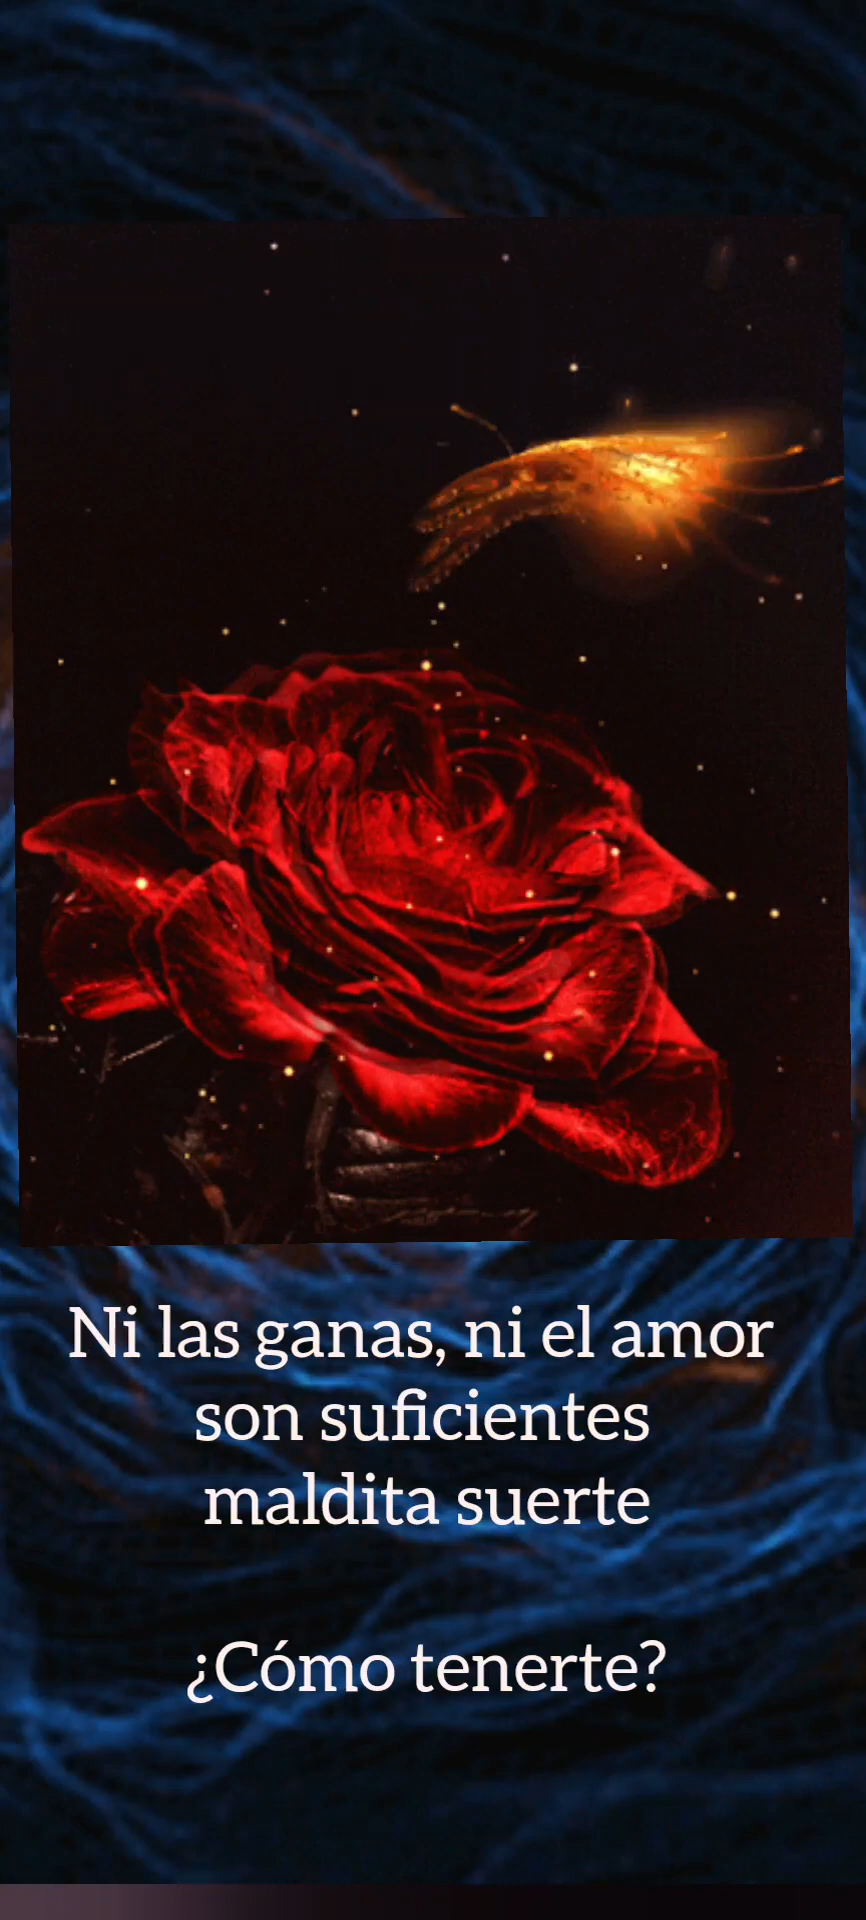 Ni las ganas, ni el amor
son suficientes
maldita suerte
¿Cómo tenerte?